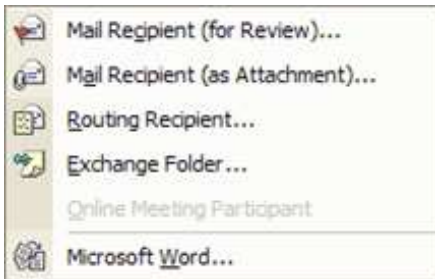 Mail Recipient (for Review)...
Mail Recipient (as Attachment)...
Routing Recipient...
Exchange Folder...
Online Meeting Participant
Microsoft Word...